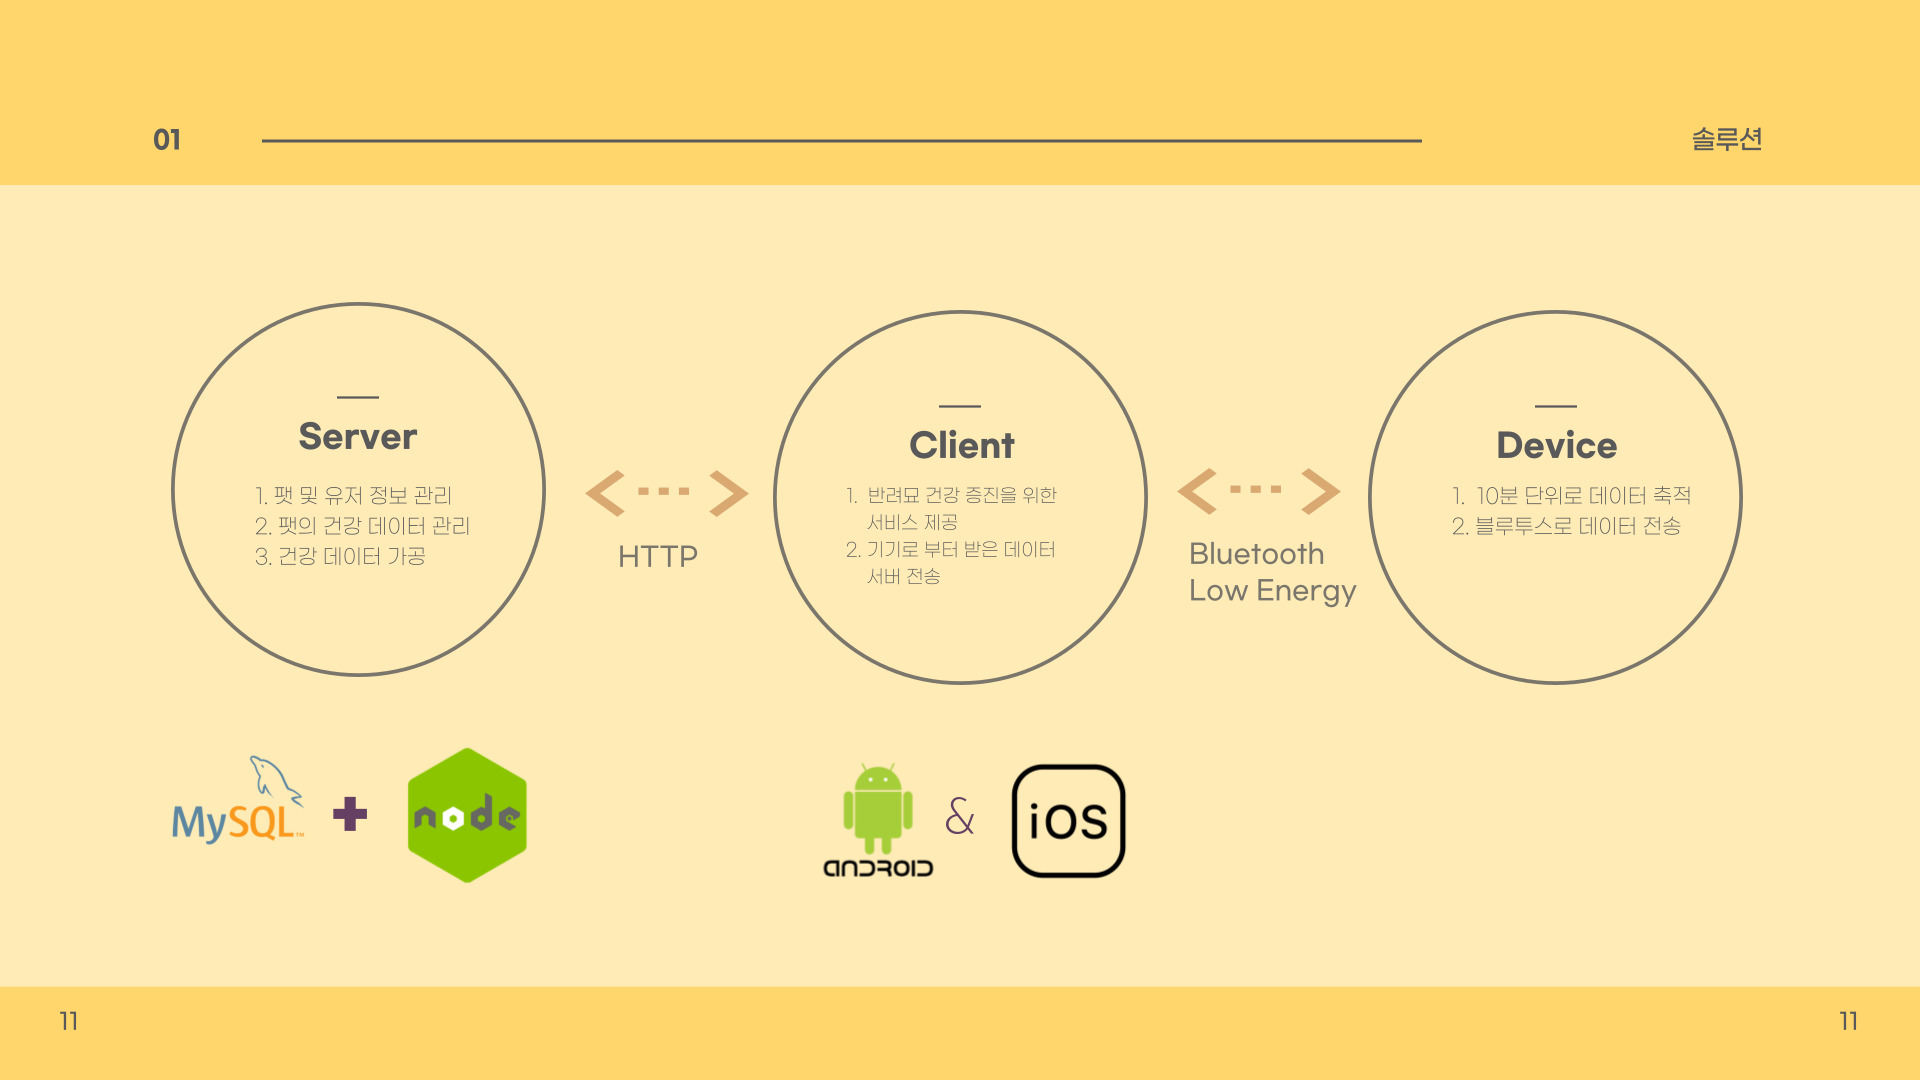 01
솔루션
Server
1. 팻 및 유저 정보 관리
2. 팻의 건강 데이터 관리
3. 건강 데이터 가공
HTTP
Client
1. 반려묘 건강 증진을 위한
서비스 제공
2. 기기로 부터 받은 데이터
서버 전송
Bluetooth
Low Energy
Device
1. 10분 단위로 데이터 축적
2. 블루투스로 데이터 전송
MySQL™
+
node
ANDROID
&
iOS
11
11